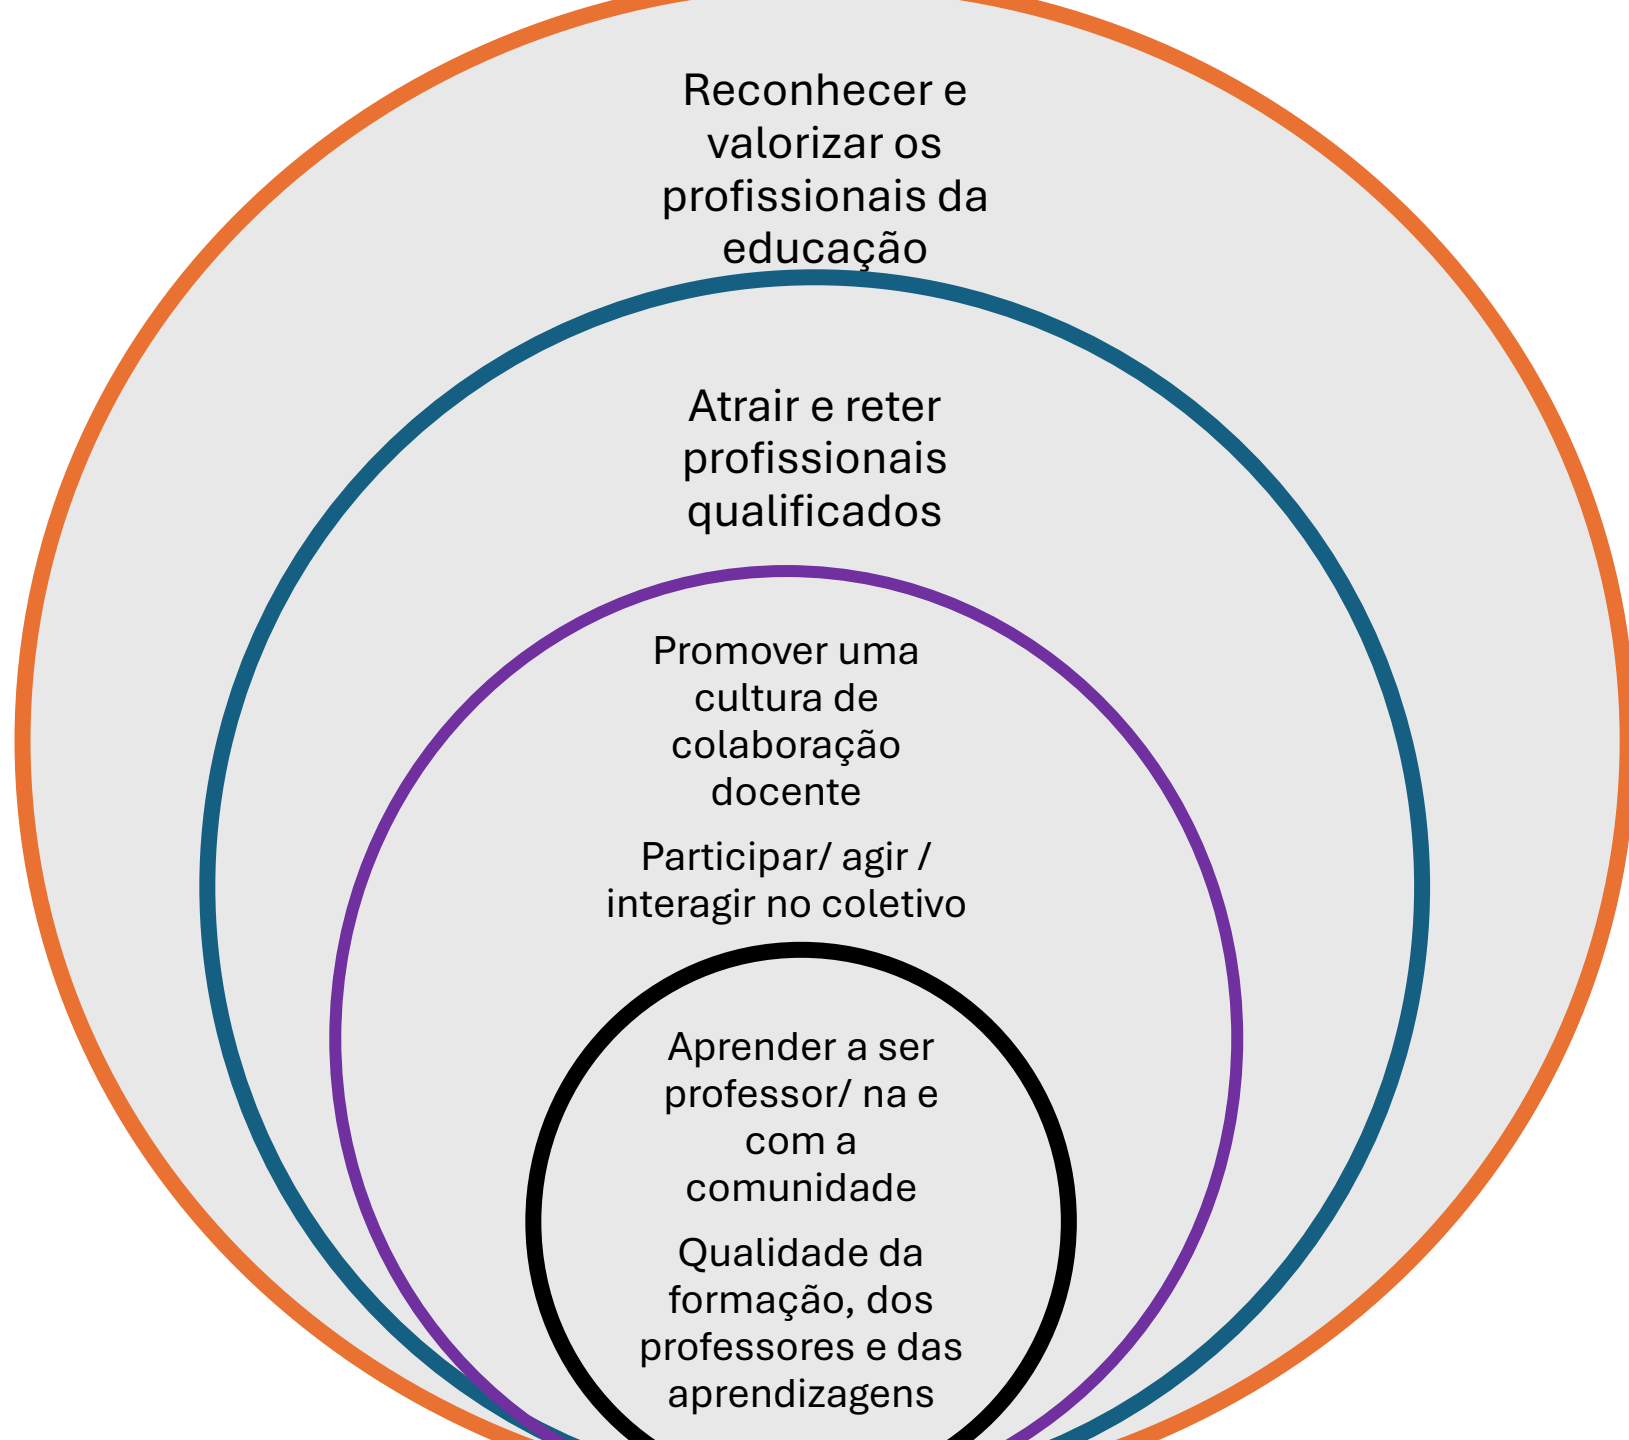 Reconhecer e
valorizar os
profissionais da
educação
Atrair e reter
profissionais
qualificados
Promover uma
cultura de
colaboração
docente
Participar/ agir /
interagir no coletivo
Aprender a ser
professor/ na e
com a
comunidade
Qualidade da
formação, dos
professores e das
aprendizagens